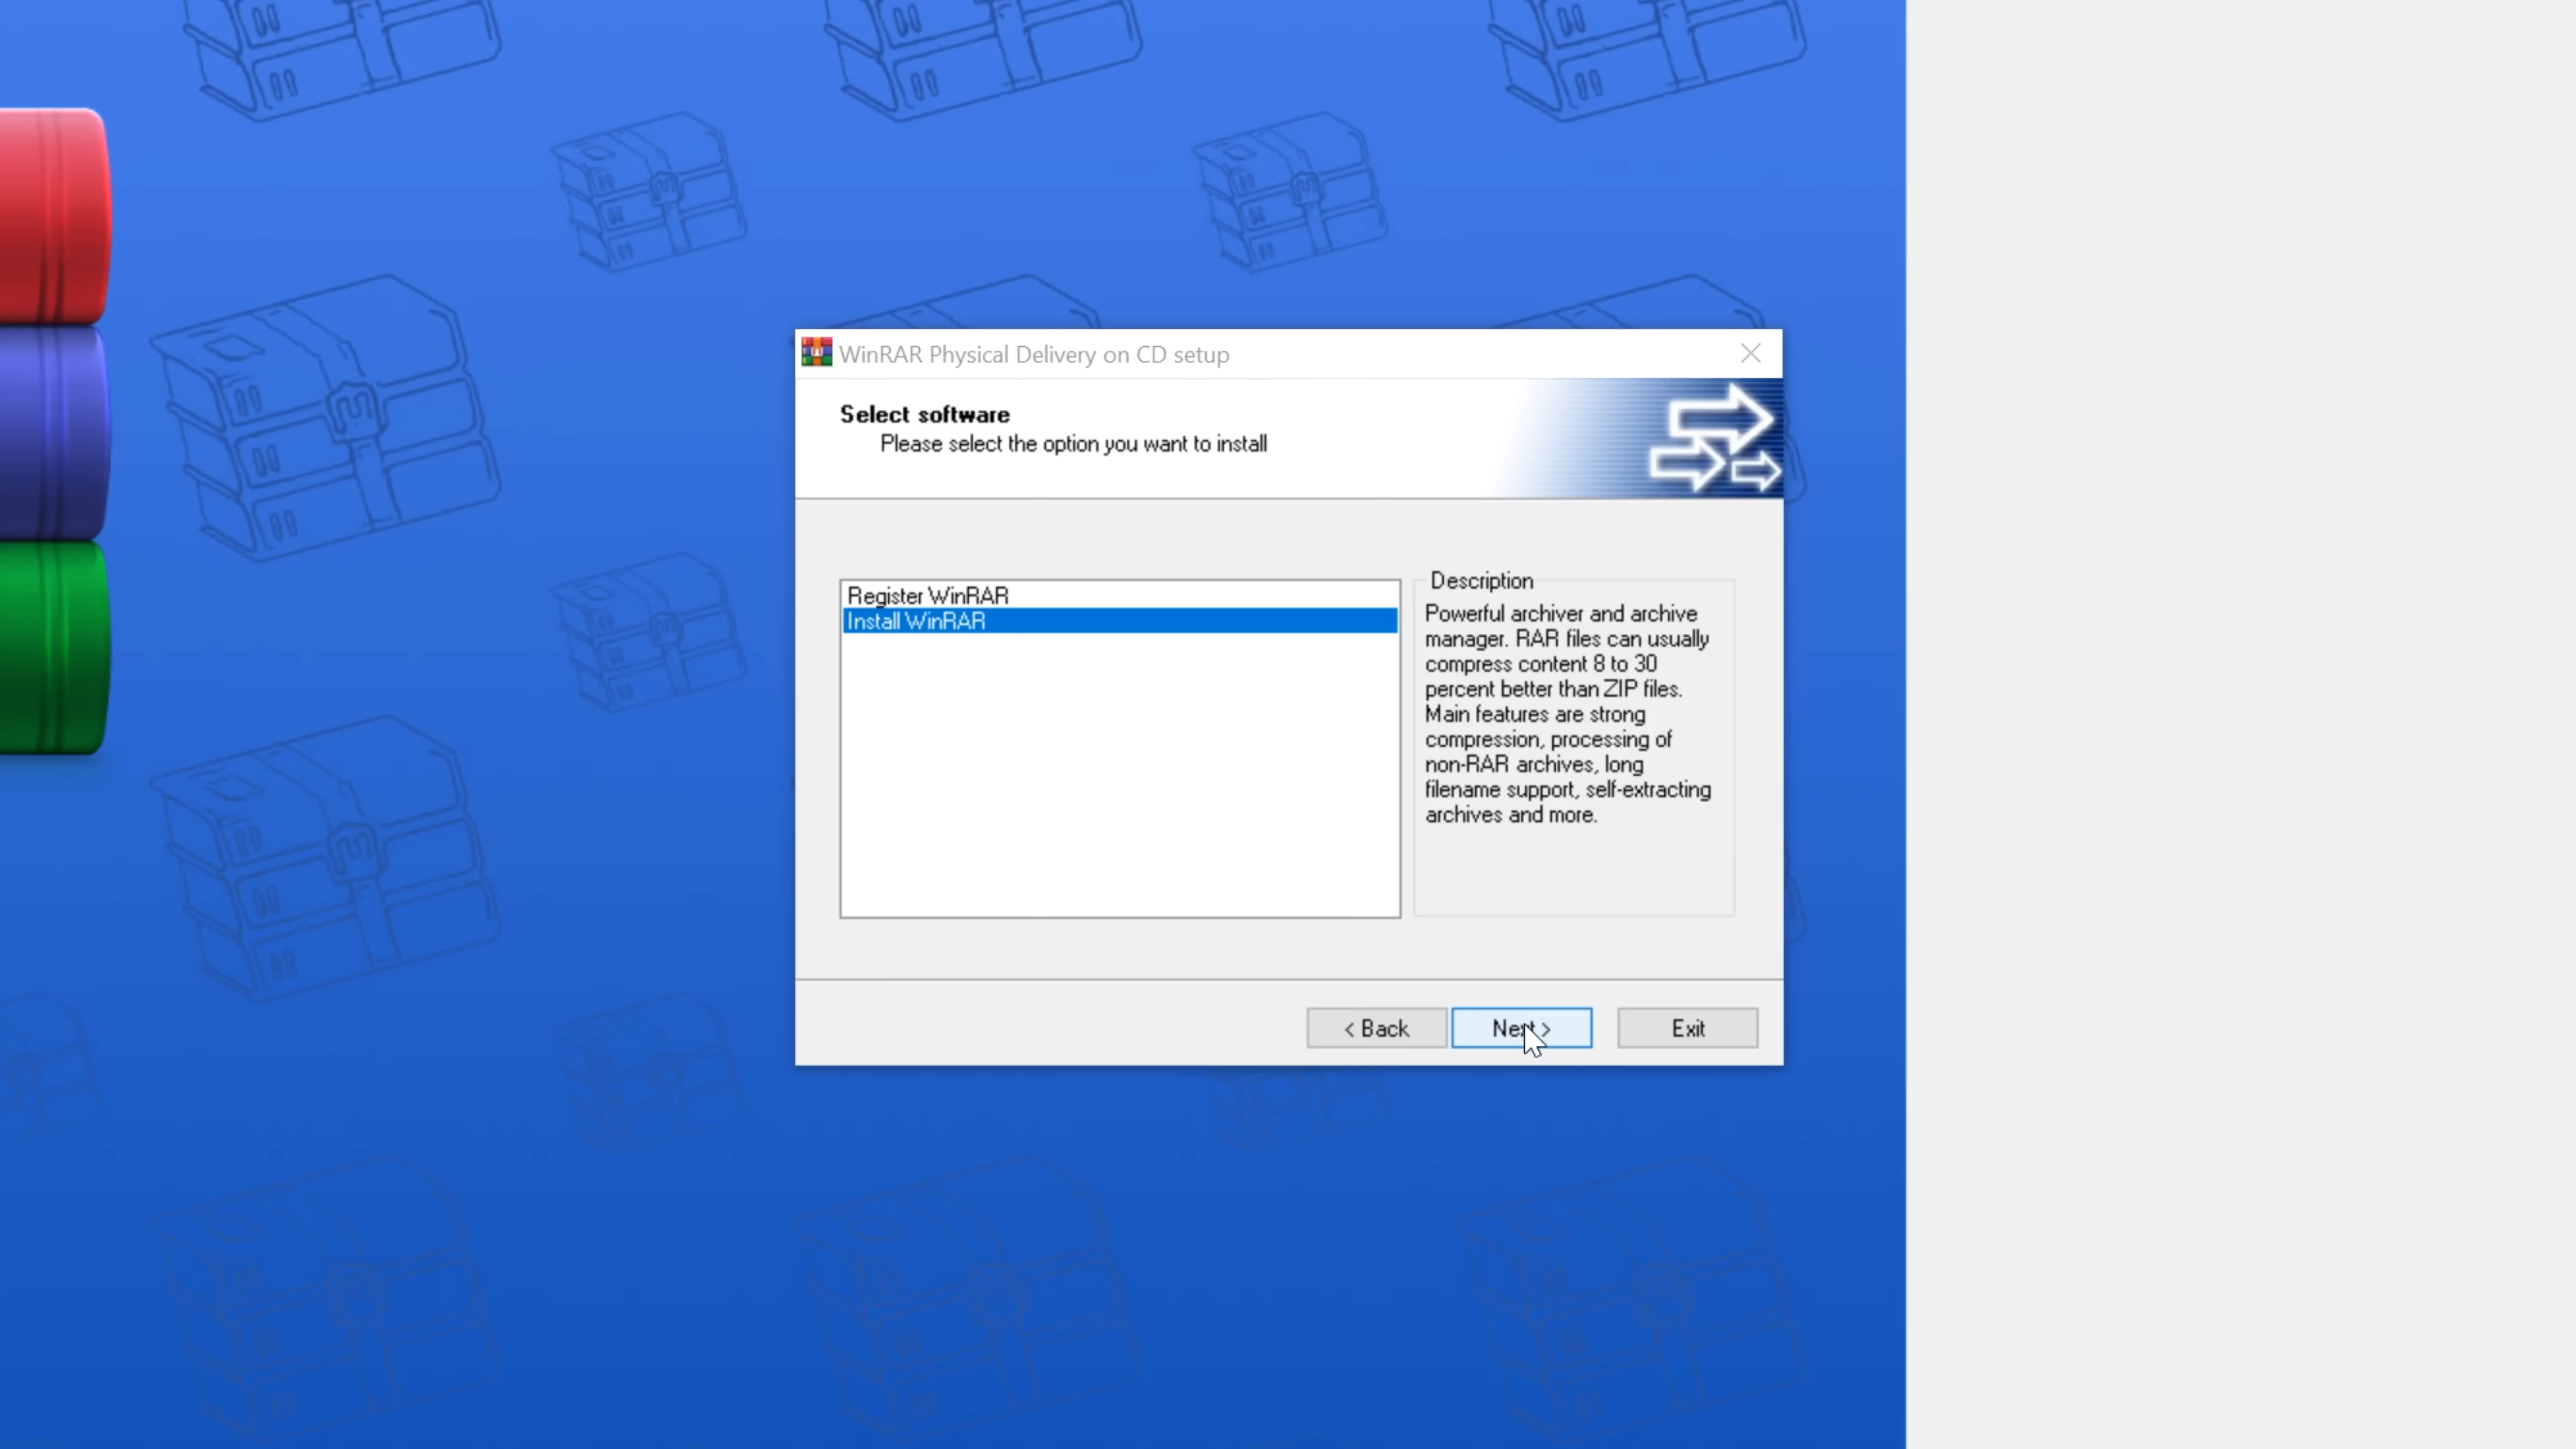 WinRAR Physical Delivery on CD setup
Select software
Please select the option you want to install
Register WinRAR
Install WinRAR
Description
Powerful archiver and archive
manager. RAR files can usually
compress content 8 to 30
percent better than ZIP files.
Main features are strong
compression, processing of
non-RAR archives, long
filename support, self-extracting
archives and more.
< Back
Next >
Exit